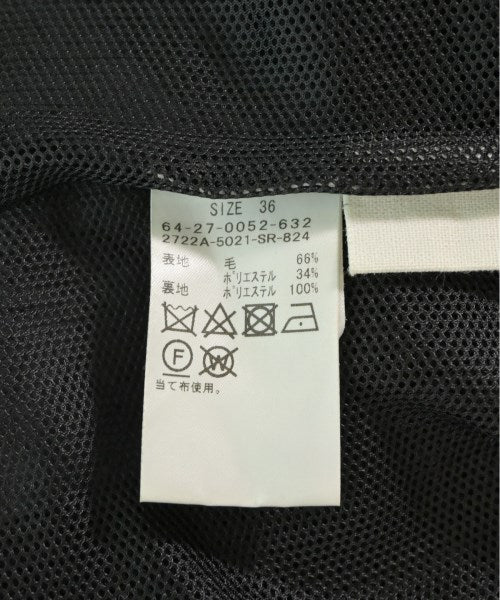 SIZE 36
64-27-0052-632
2722A-5021-SR-824
表地 毛 66%
ポリエステル 34%
裏地 ポリエステル 100%
F W
当て布使用。